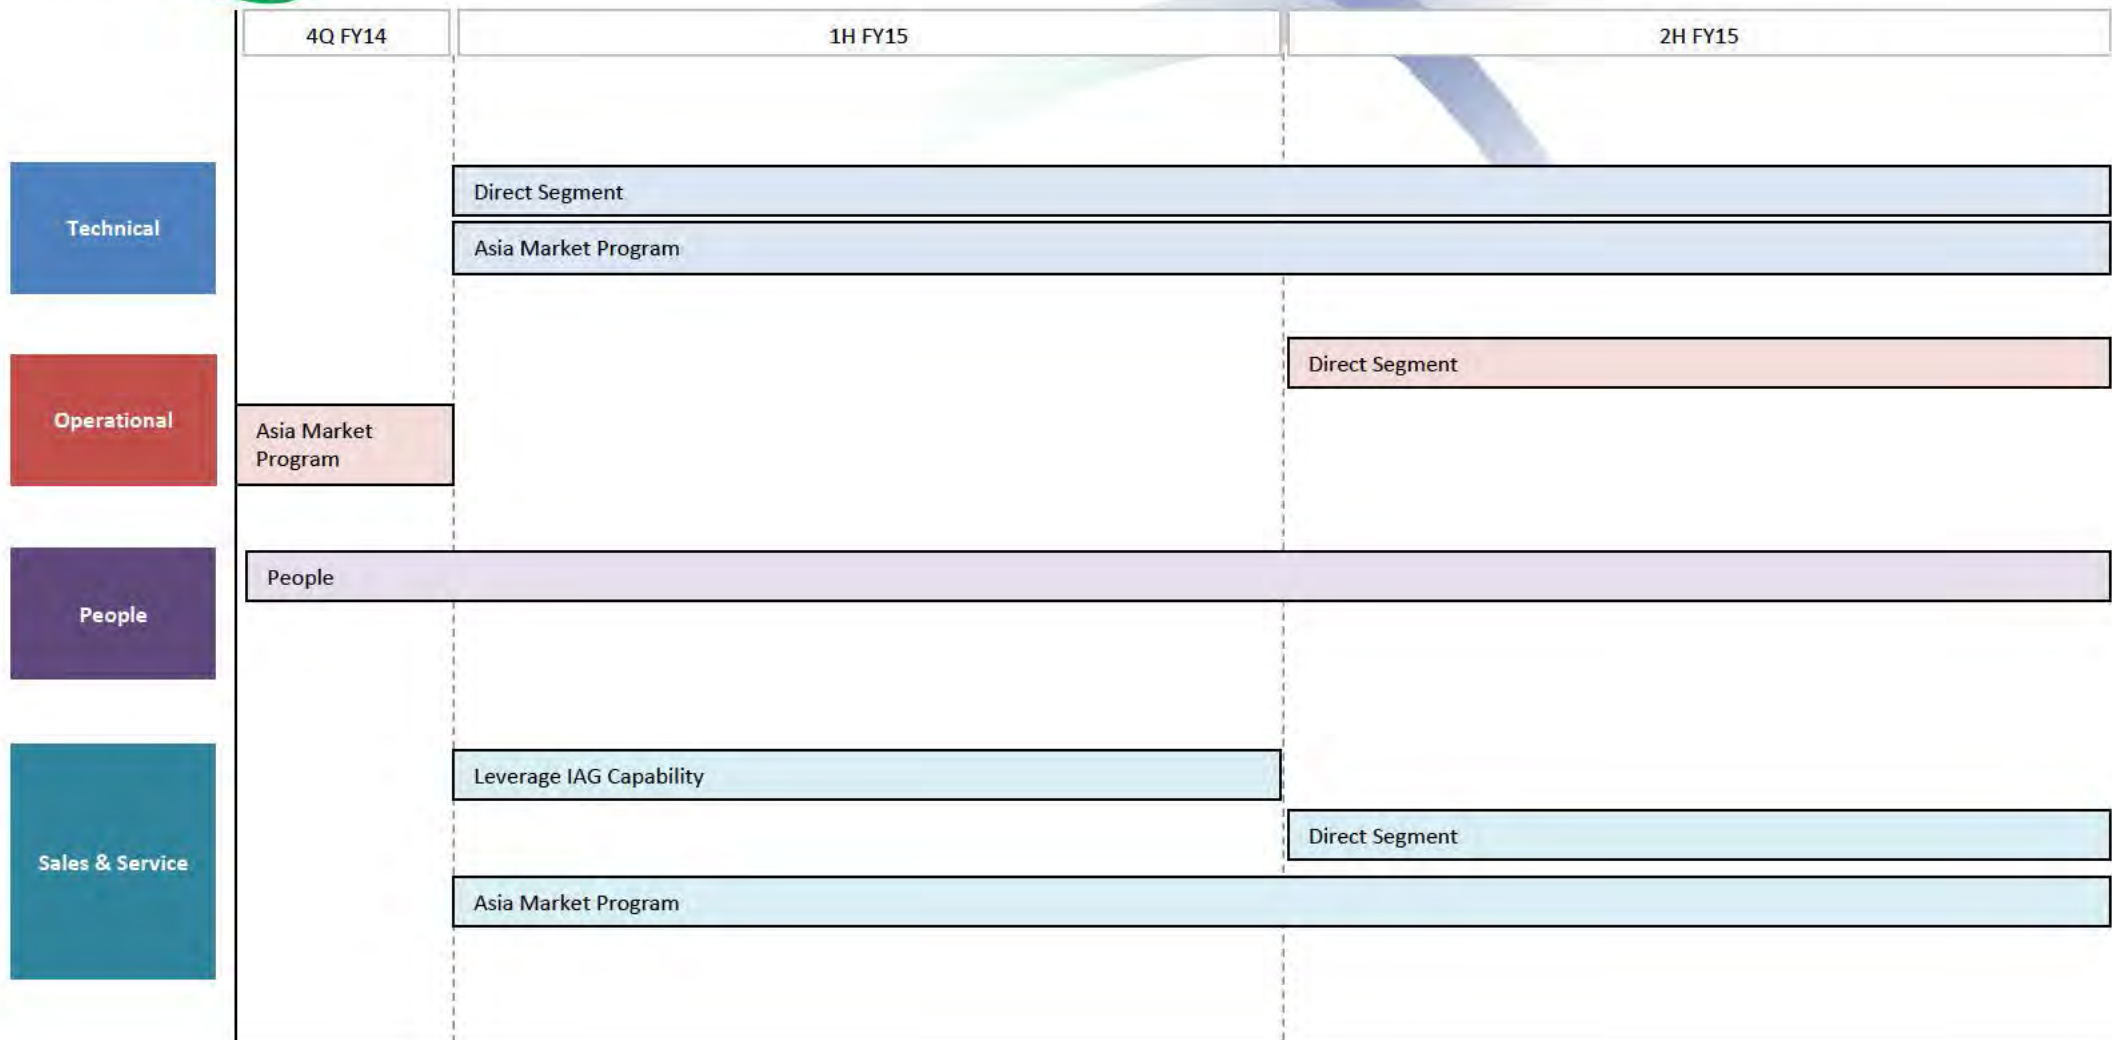 4Q FY14
1H FY15
2H FY15
Technical
Direct Segment
Asia Market Program
Operational
Direct Segment
Asia Market
Program
People
People
Sales & Service
Leverage IAG Capability
Direct Segment
Asia Market Program